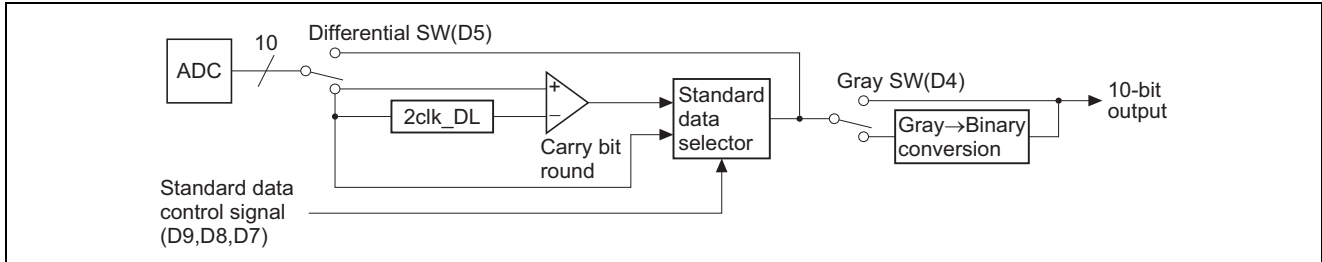 Differential SW(D5)
10
ADC
Gray SW(D4)
10-bit
output
+
−
2clk_DL
Standard
data
selector
Gray→Binary
conversion
Carry bit
round
Standard data
control signal
(D9,D8,D7)